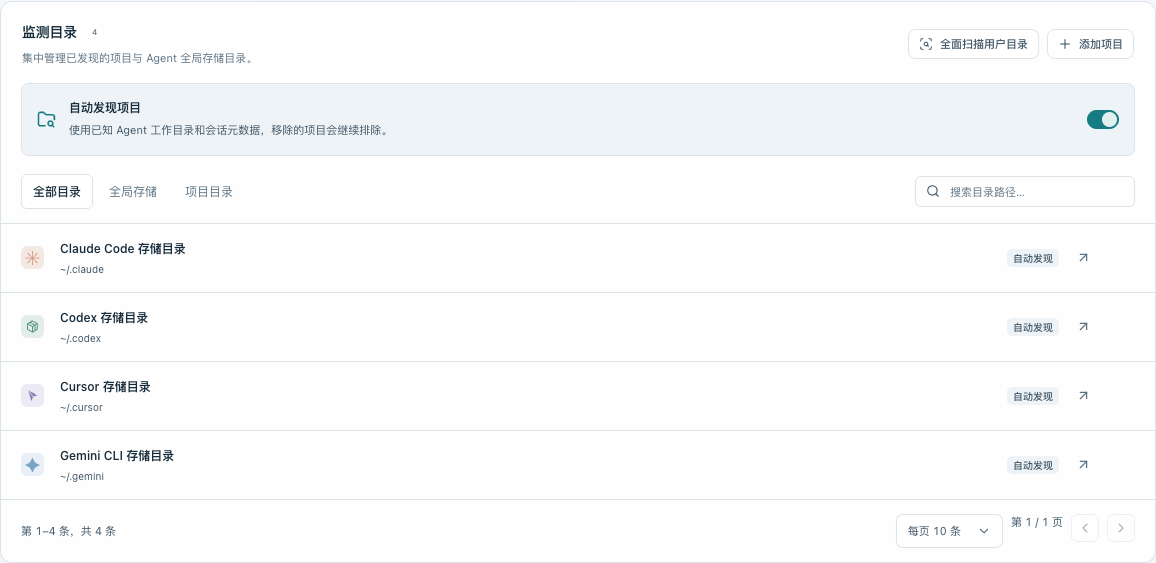 监测目录 4
集中管理已发现的项目与 Agent 全局存储目录。
全面扫描用户目录
添加项目
自动发现项目
使用已知 Agent 工作目录和会话元数据，移除的项目会继续排除。
全部目录 全局存储 项目目录
搜索目录路径...
Claude Code 存储目录
~/.claude
自动发现
Codex 存储目录
~/.codex
自动发现
Cursor 存储目录
~/.cursor
自动发现
Gemini CLI 存储目录
~/.gemini
自动发现
第 1–4 条，共 4 条
每页 10 条
第 1 / 1 页